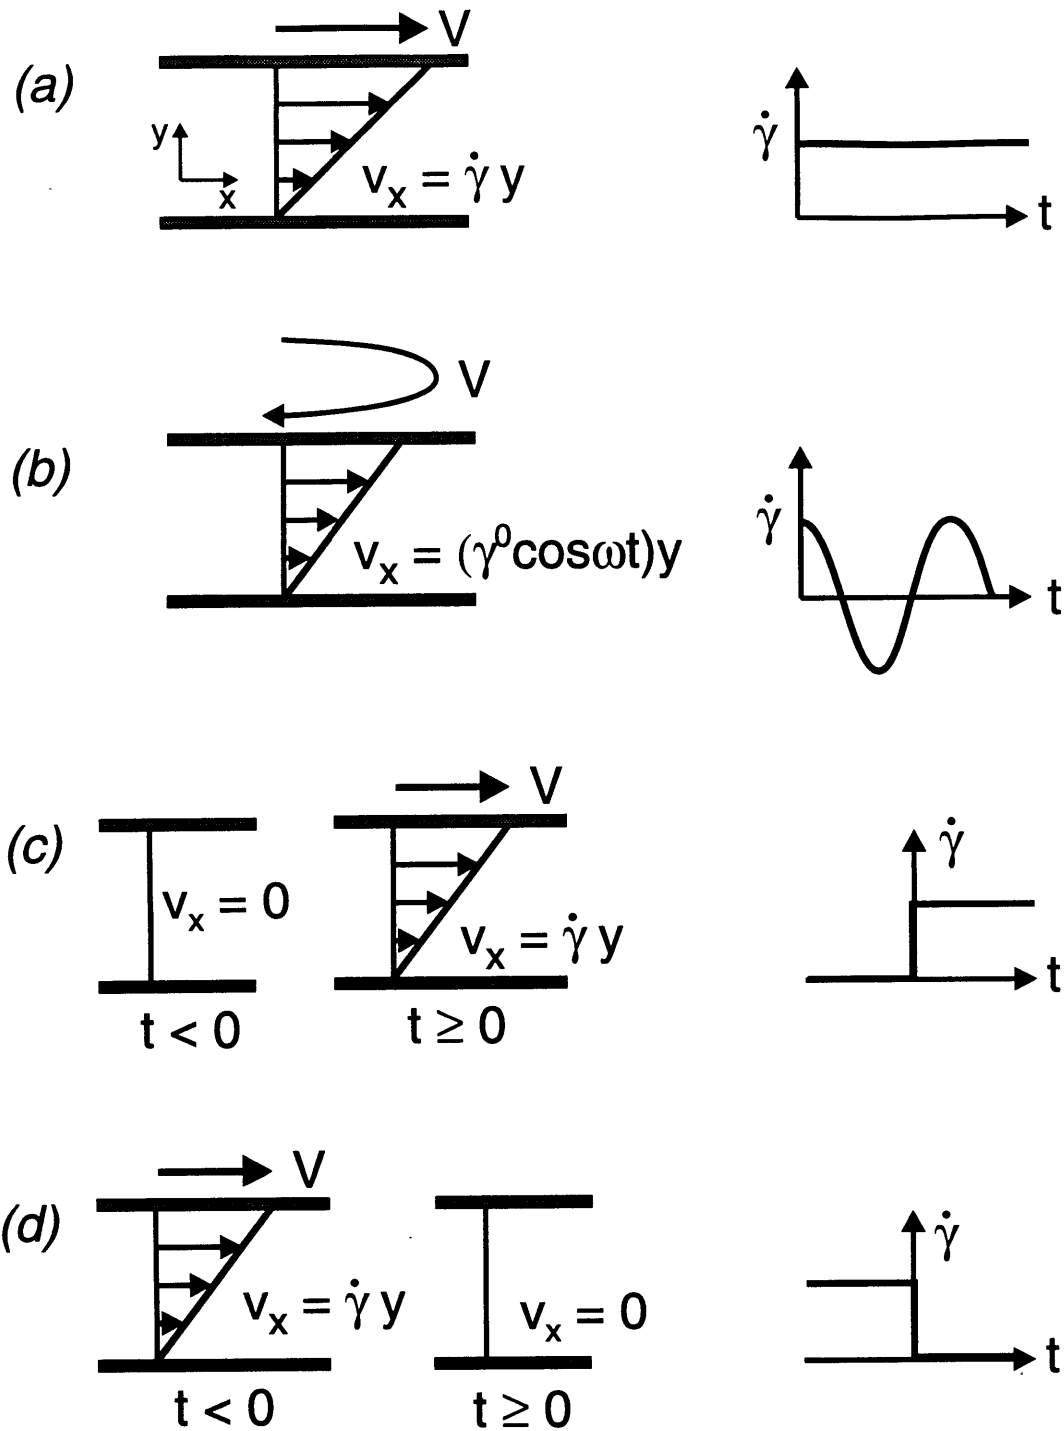 (a)
V
y
x
vₓ = γ̇ y
γ̇
t
(b)
V
vₓ = (γ⁰cosωt)y
γ̇
t
(c)
vₓ = 0
t < 0
V
vₓ = γ̇ y
t ≥ 0
γ̇
t
(d)
V
vₓ = γ̇ y
t < 0
vₓ = 0
t ≥ 0
γ̇
t